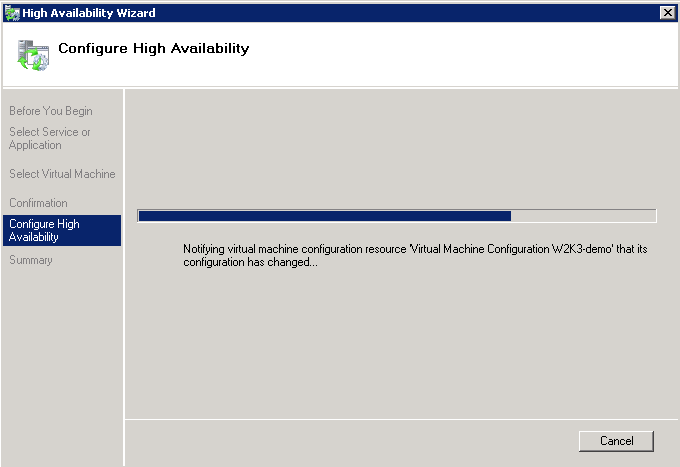 High Availability Wizard
Configure High Availability
Before You Begin
Select Service or
Application
Select Virtual Machine
Confirmation
Configure High
Availability
Summary
Notifying virtual machine configuration resource 'Virtual Machine Configuration W2K3-demo' that its
configuration has changed...
Cancel